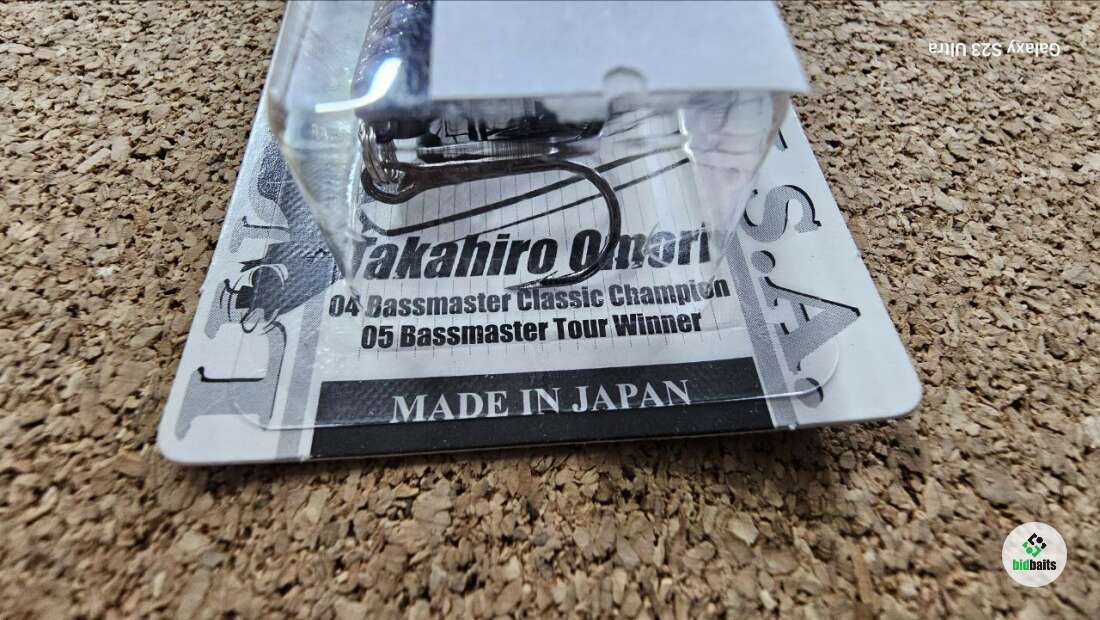 Galaxy S23 Ultra
Takahiro Omori
04 Bassmaster Classic Champion
05 Bassmaster Tour Winner
MADE IN JAPAN
S.A.
bidbaits